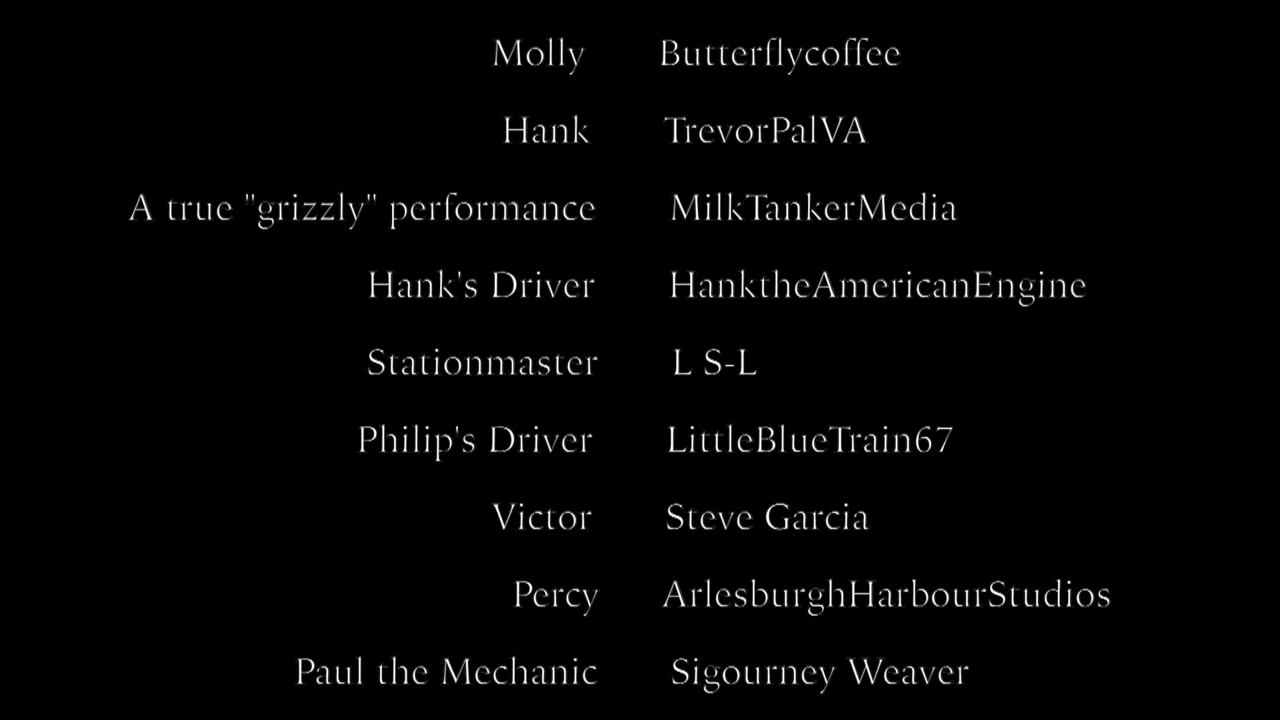 Molly Butterflycoffee
Hank TrevorPalVA
A true "grizzly" performance MilkTankerMedia
Hank's Driver HanktheAmericanEngine
Stationmaster L S-L
Philip's Driver LittleBlueTrain67
Victor Steve Garcia
Percy ArlesburghHarbourStudios
Paul the Mechanic Sigourney Weaver